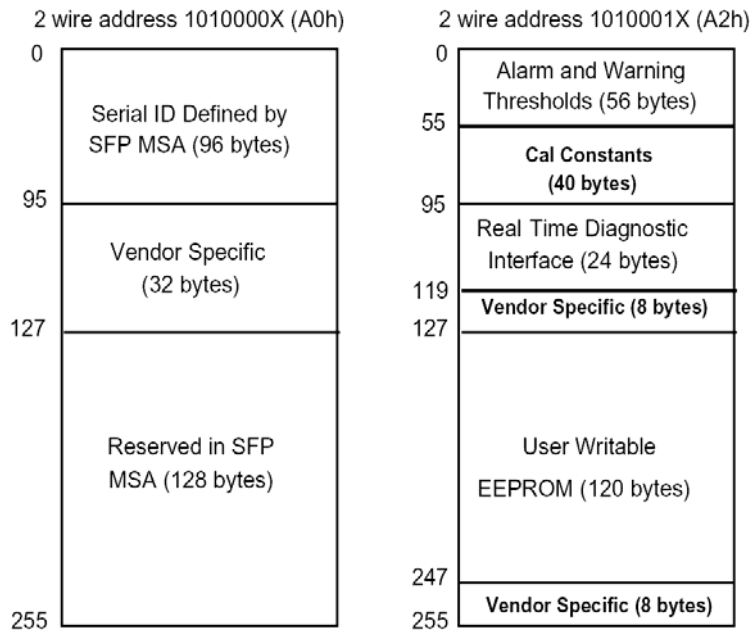 2 wire address 1010000X (A0h)
0
Serial ID Defined by
SFP MSA (96 bytes)
95
Vendor Specific
(32 bytes)
127
Reserved in SFP
MSA (128 bytes)
255
2 wire address 1010001X (A2h)
0
Alarm and Warning
Thresholds (56 bytes)
55
Cal Constants
(40 bytes)
95
Real Time Diagnostic
Interface (24 bytes)
119
Vendor Specific (8 bytes)
127
User Writable
EEPROM (120 bytes)
247
Vendor Specific (8 bytes)
255